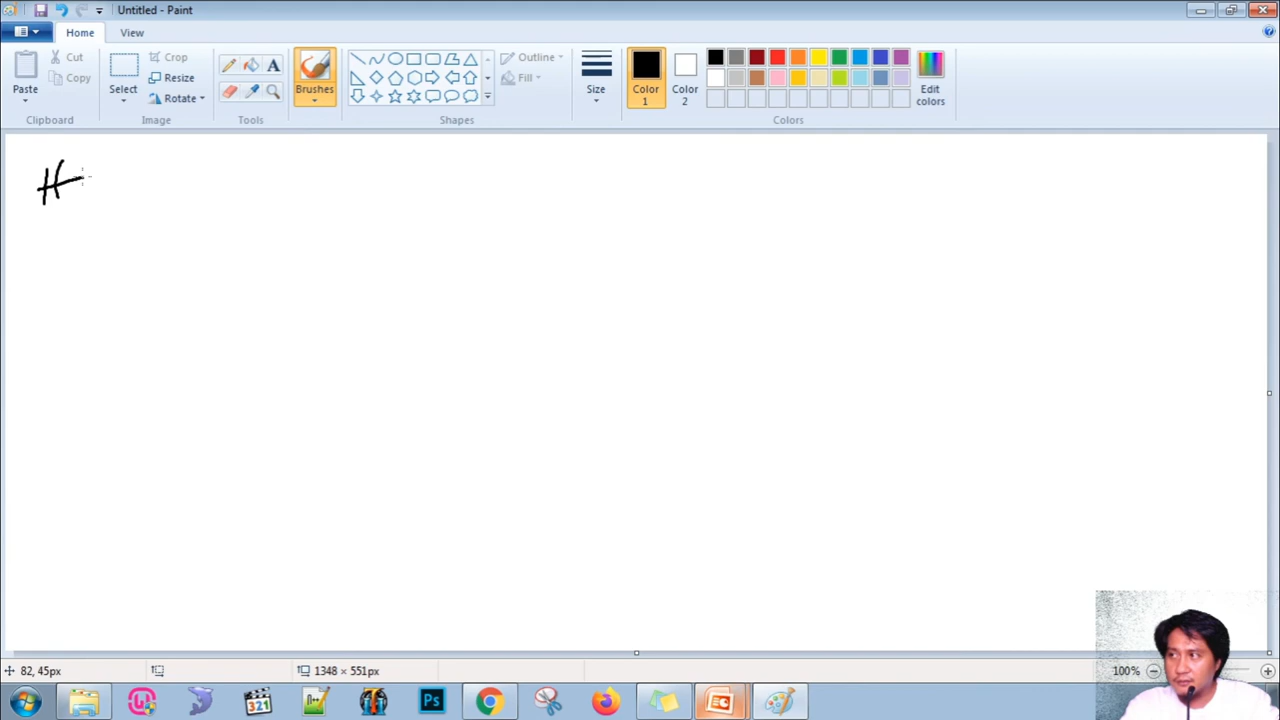 Untitled - Paint
Home View
Cut
Copy
Paste
Clipboard
Crop
Resize
Rotate
Select
Image
Tools
Brushes
Outline
Fill
Shapes
Size
Color 1
Color 2
Edit colors
Colors
H
82, 45px
1348 × 551px
100%
321
Ps